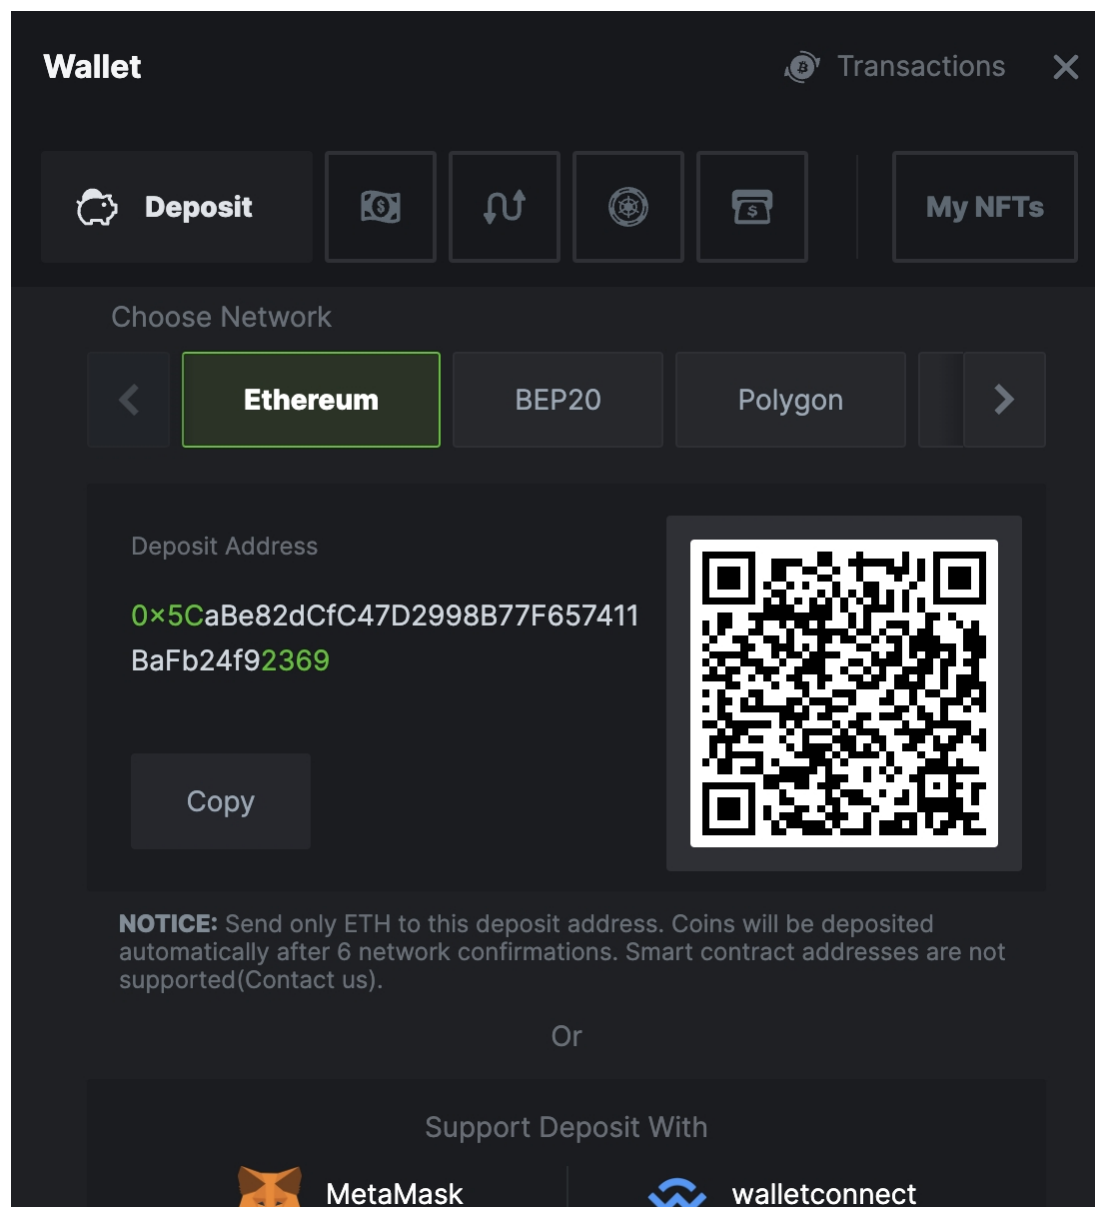 Wallet
Transactions
Deposit
My NFTs
Choose Network
Ethereum
BEP20
Polygon
Deposit Address
0×5CaBe82dCfC47D2998B77F657411
BaFb24f92369
Copy
NOTICE: Send only ETH to this deposit address. Coins will be deposited
automatically after 6 network confirmations. Smart contract addresses are not
supported(Contact us).
Or
Support Deposit With
MetaMask
walletconnect